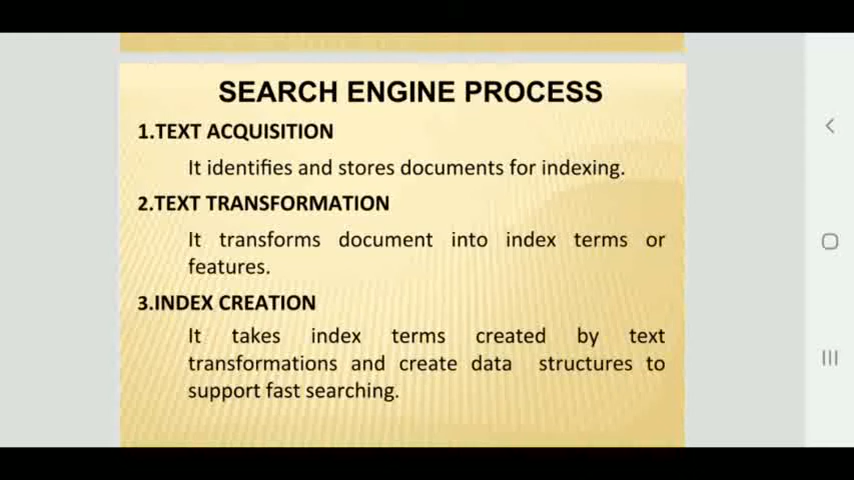 SEARCH ENGINE PROCESS
1.TEXT ACQUISITION
It identifies and stores documents for indexing.
2.TEXT TRANSFORMATION
It transforms document into index terms or
features.
3.INDEX CREATION
It takes index terms created by text
transformations and create data structures to
support fast searching.